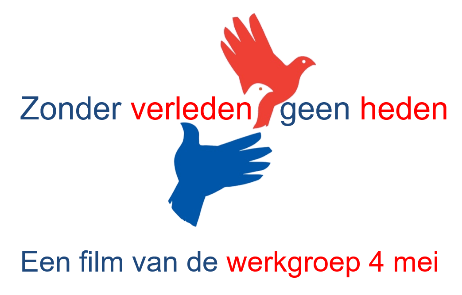 Zonder verleden geen heden
Een film van de werkgroep 4 mei